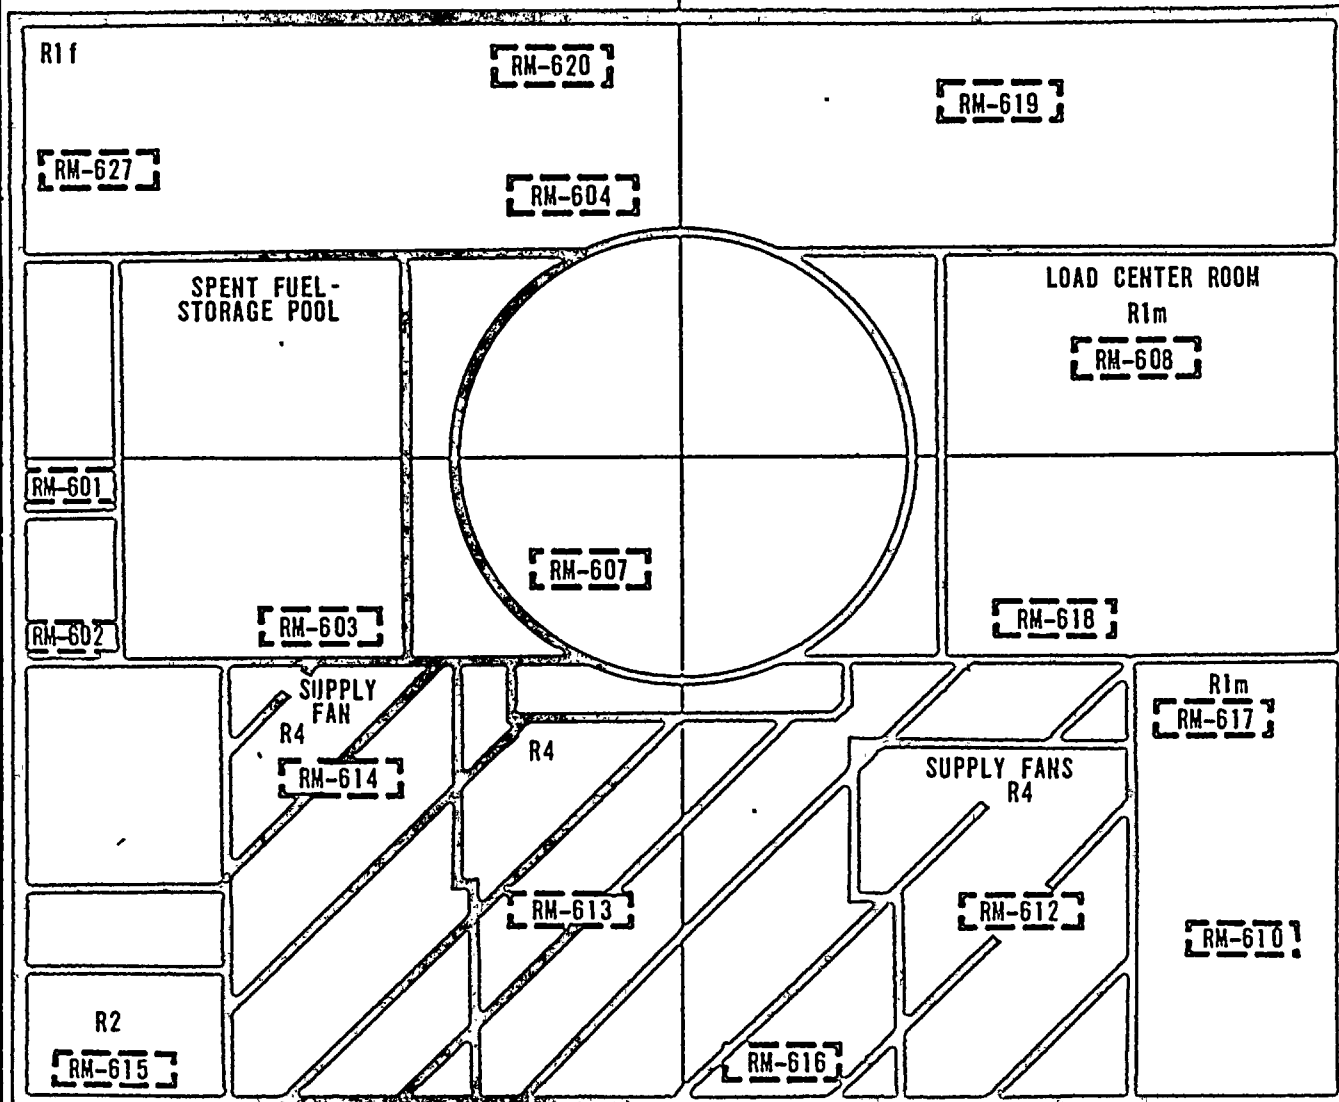 R1f
RM-620
RM-619
RM-627
RM-604
SPENT FUEL-
STORAGE POOL
LOAD CENTER ROOM
R1m
RM-608
RM-601
RM-607
RM-603
RM-618
RM-602
SUPPLY
FAN
R4
RM-614
R4
R1m
RM-617
SUPPLY FANS
R4
RM-613
RM-612
RM-610
R2
RM-615
RM-616